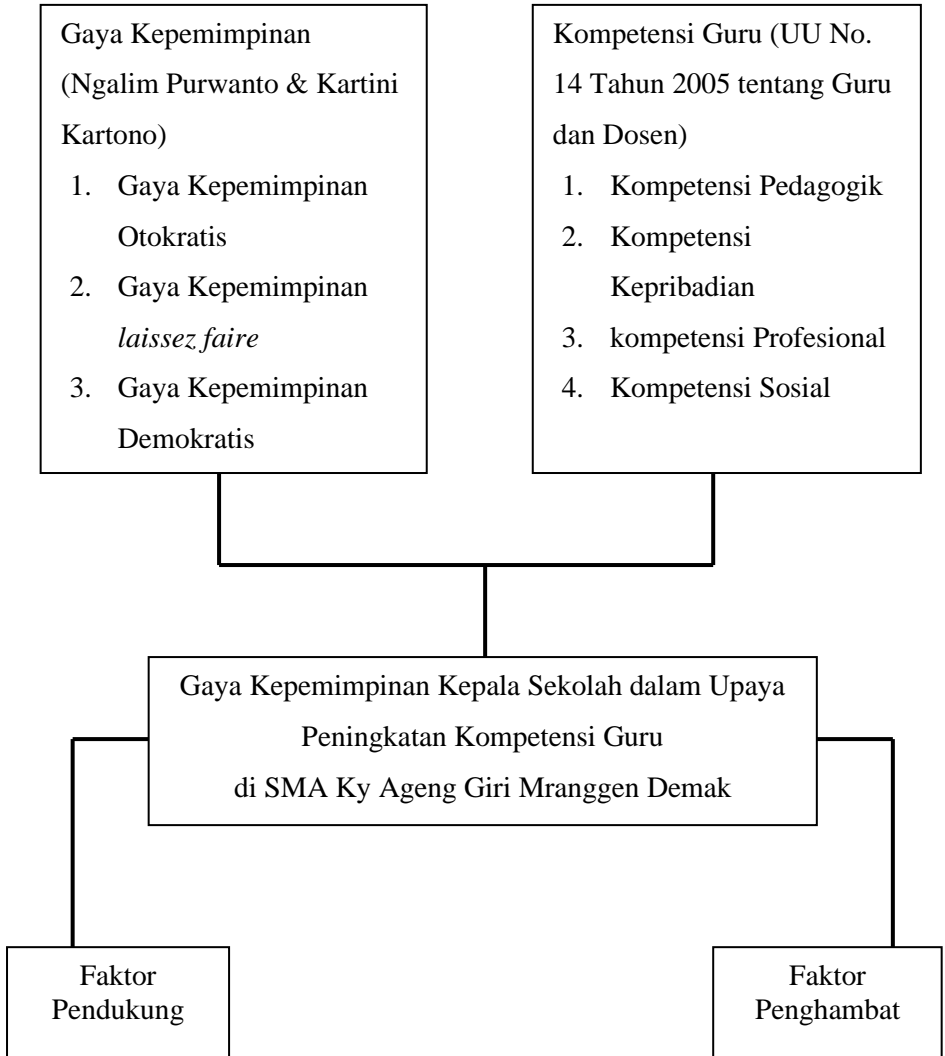 Gaya Kepemimpinan
(Ngalim Purwanto & Kartini
Kartono)
1. Gaya Kepemimpinan
Otokratis
2. Gaya Kepemimpinan
laissez faire
3. Gaya Kepemimpinan
Demokratis
Kompetensi Guru (UU No.
14 Tahun 2005 tentang Guru
dan Dosen)
1. Kompetensi Pedagogik
2. Kompetensi
Kepribadian
3. kompetensi Profesional
4. Kompetensi Sosial
Gaya Kepemimpinan Kepala Sekolah dalam Upaya
Peningkatan Kompetensi Guru
di SMA Ky Ageng Giri Mranggen Demak
Faktor
Pendukung
Faktor
Penghambat